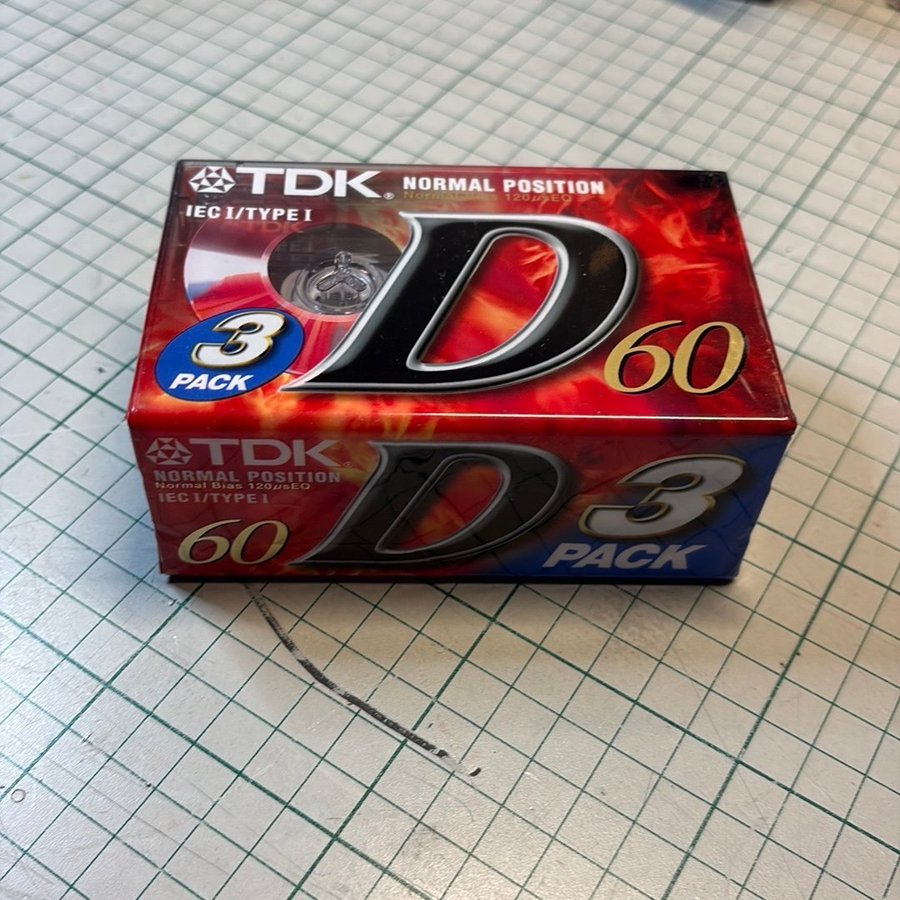 TDK® NORMAL POSITION
Normal Bias 120µsEQ
IEC I/TYPE I
D
60
3
PACK
TDK®
NORMAL POSITION
Normal Bias 120µsEQ
IEC I/TYPE I
60
D
3
PACK